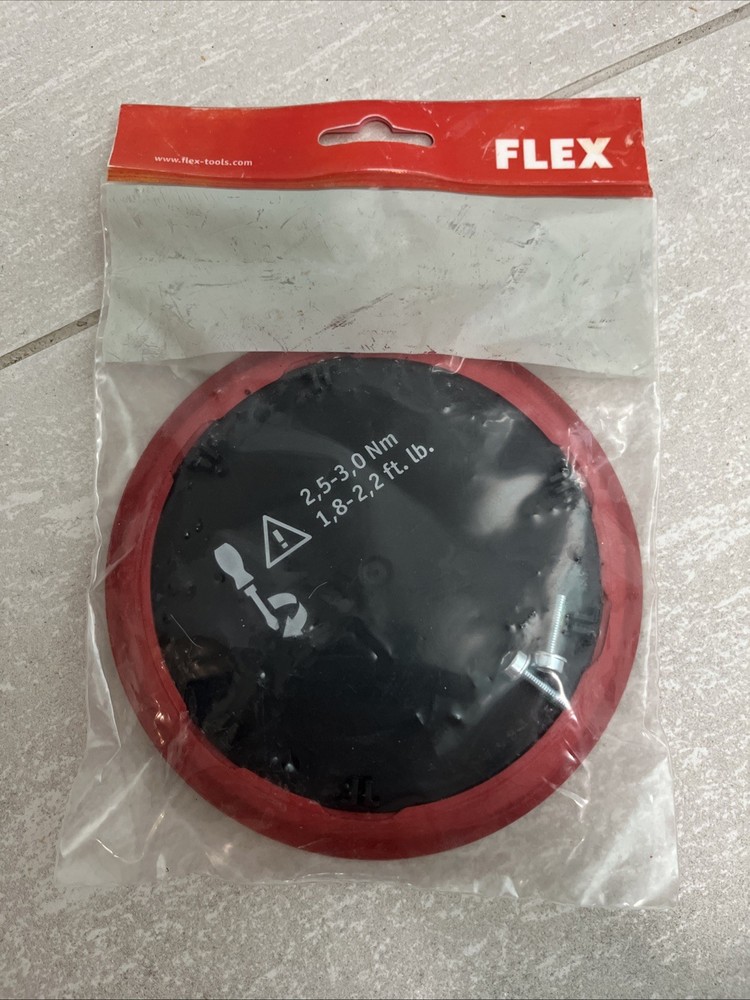 www.flex-tools.com
FLEX
2,5-3,0 Nm
1,8-2,2 ft. lb.